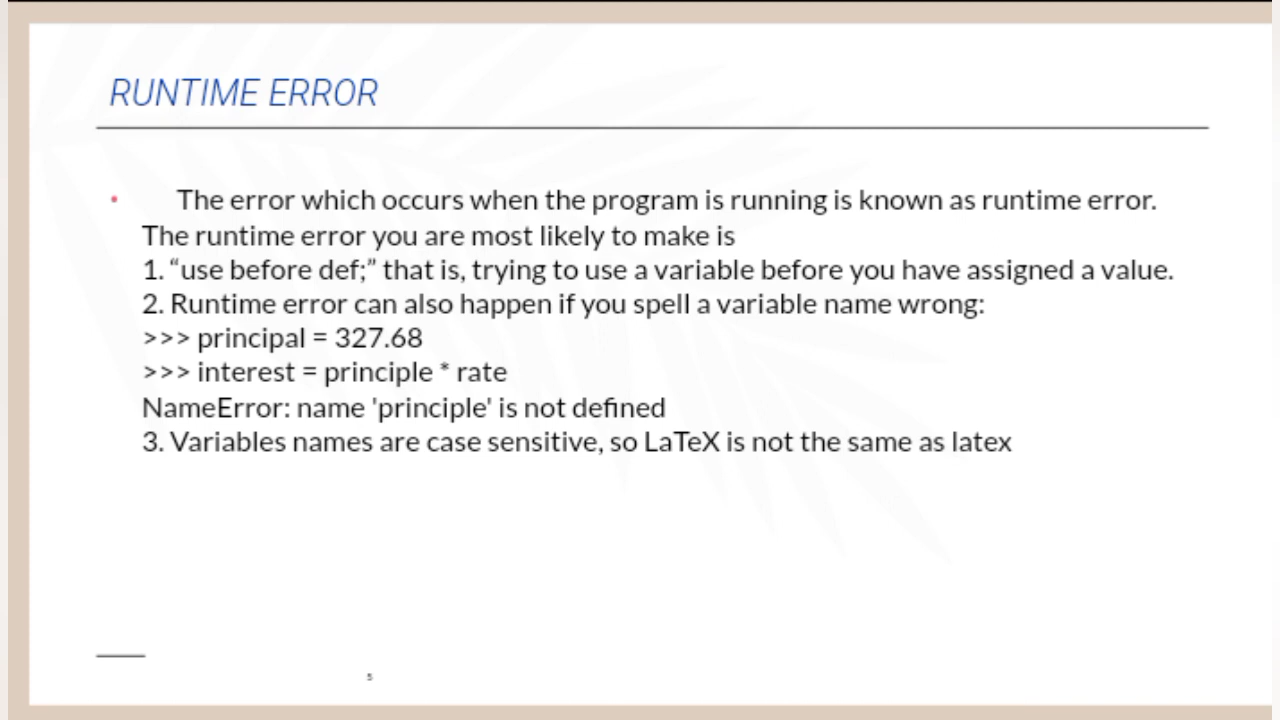 RUNTIME ERROR
• The error which occurs when the program is running is known as runtime error.
The runtime error you are most likely to make is
1. “use before def;” that is, trying to use a variable before you have assigned a value.
2. Runtime error can also happen if you spell a variable name wrong:
>>> principal = 327.68
>>> interest = principle * rate
NameError: name 'principle' is not defined
3. Variables names are case sensitive, so LaTeX is not the same as latex
5